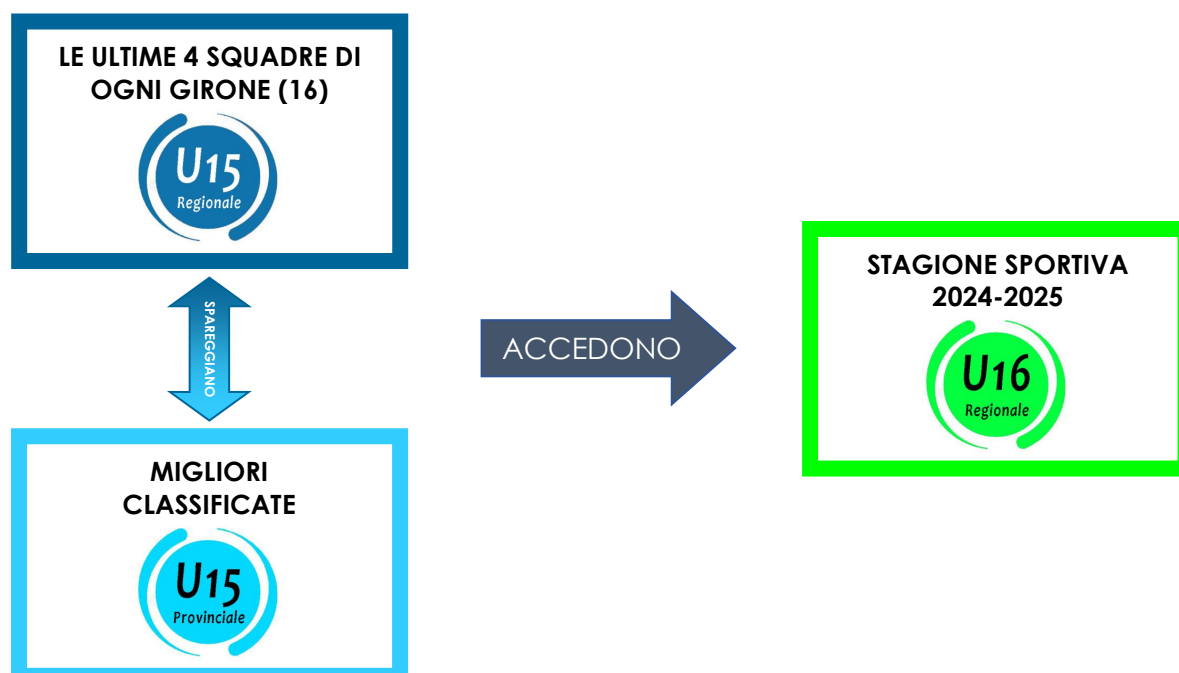 LE ULTIME 4 SQUADRE DI
OGNI GIRONE (16)
U15
Regionale
SPAREGGIANO
MIGLIORI
CLASSIFICATE
U15
Provinciale
ACCEDONO
STAGIONE SPORTIVA
2024-2025
U16
Regionale